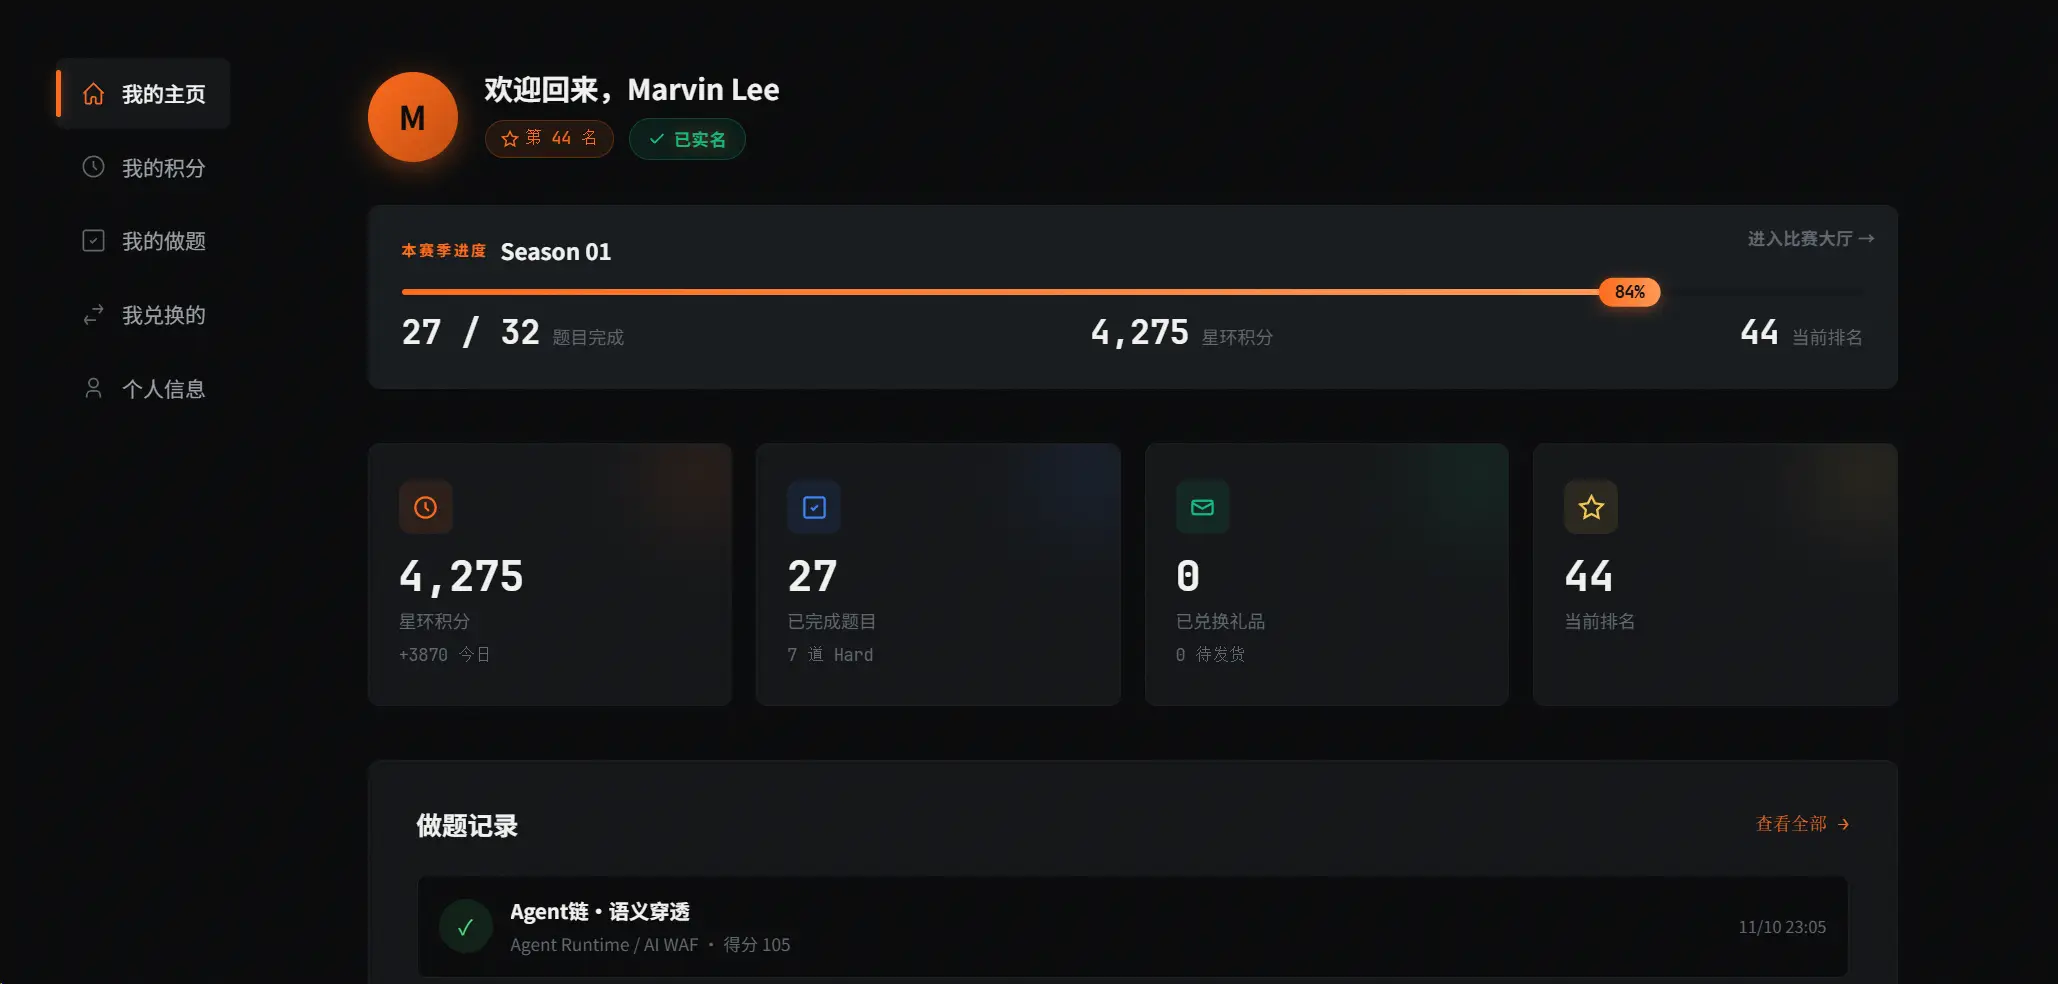 我的主页
我的积分
我的做题
我兑换的
个人信息
M
欢迎回来，Marvin Lee
第 44 名
已实名
本赛季进度 Season 01
进入比赛大厅 →
84%
27 / 32 题目完成
4,275 星环积分
44 当前排名
4,275
星环积分
+3870 今日
27
已完成题目
7 道 Hard
0
已兑换礼品
0 待发货
44
当前排名
做题记录
查看全部 →
✓
Agent链·语义穿透
Agent Runtime / AI WAF · 得分 105
11/10 23:05